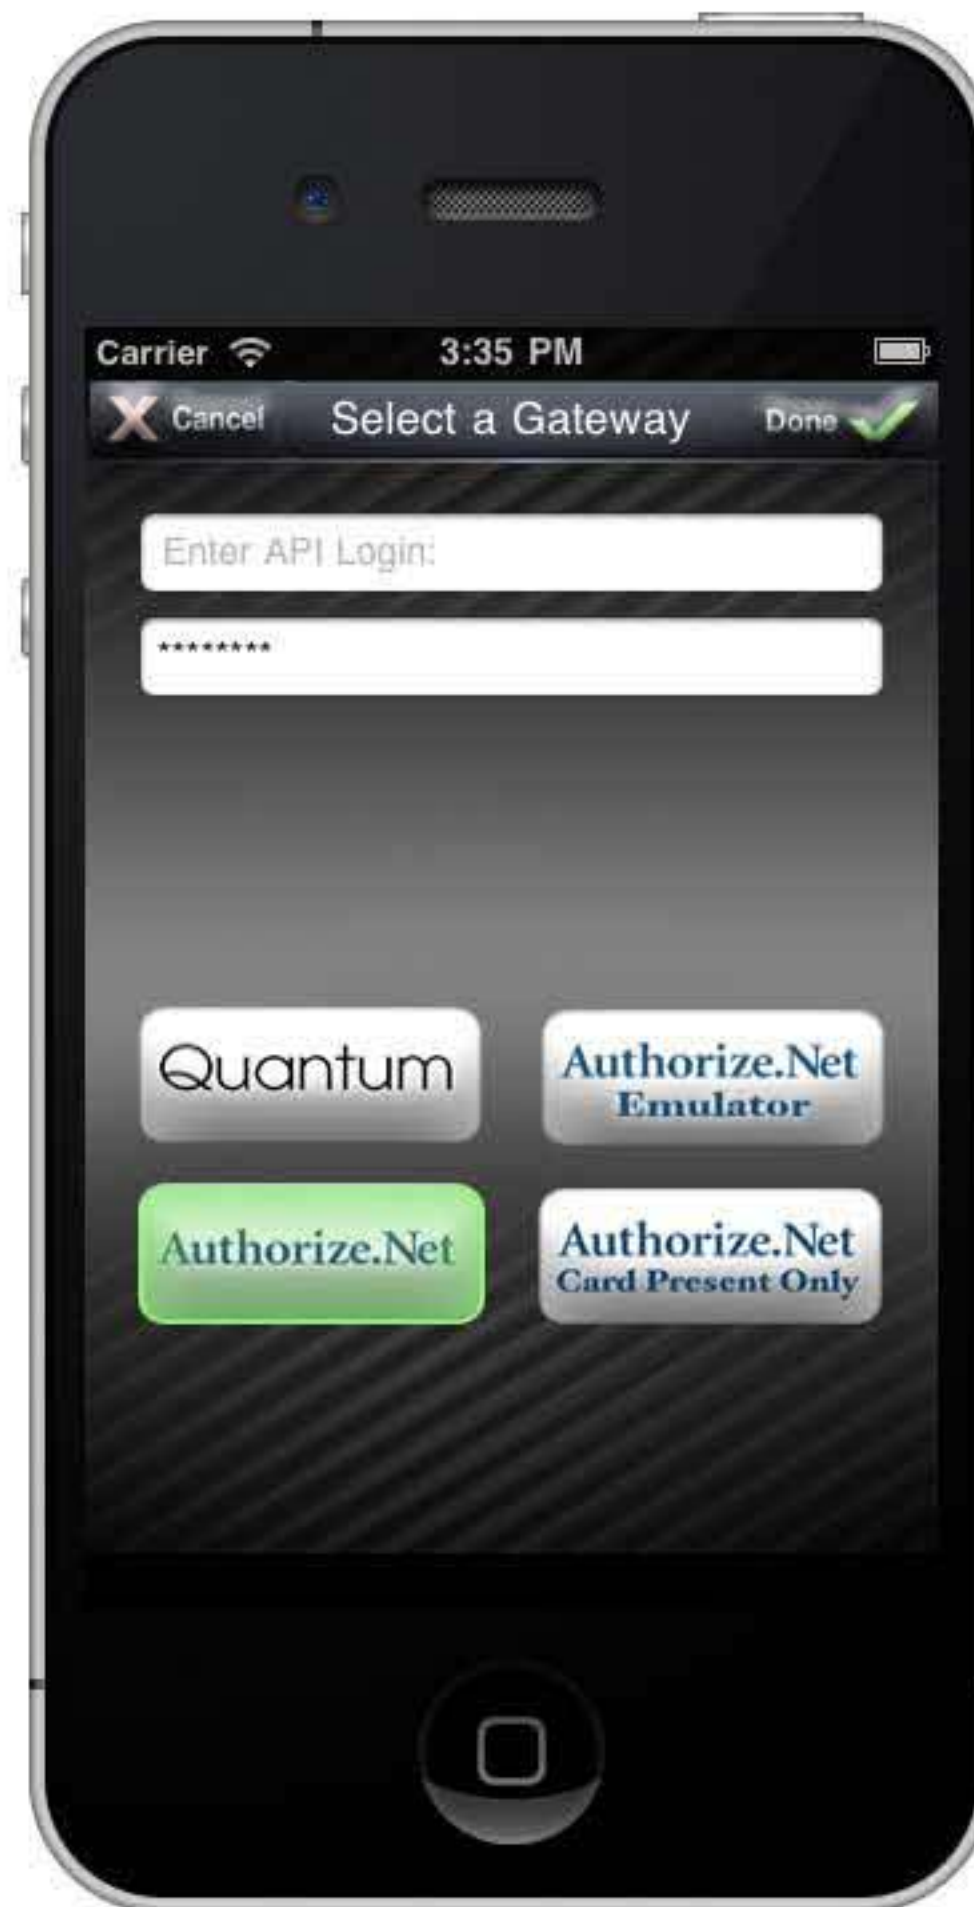 Carrier 3:35 PM
Cancel Select a Gateway Done
Enter API Login:
********
Quantum
Authorize.Net
Emulator
Authorize.Net
Authorize.Net
Card Present Only